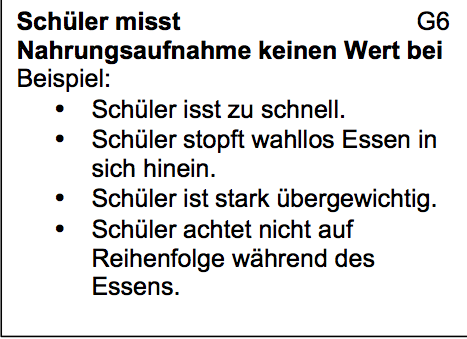 Schüler misst G6
Nahrungsaufnahme keinen Wert bei
Beispiel:
• Schüler isst zu schnell.
• Schüler stopft wahllos Essen in
sich hinein.
• Schüler ist stark übergewichtig.
• Schüler achtet nicht auf
Reihenfolge während des
Essens.